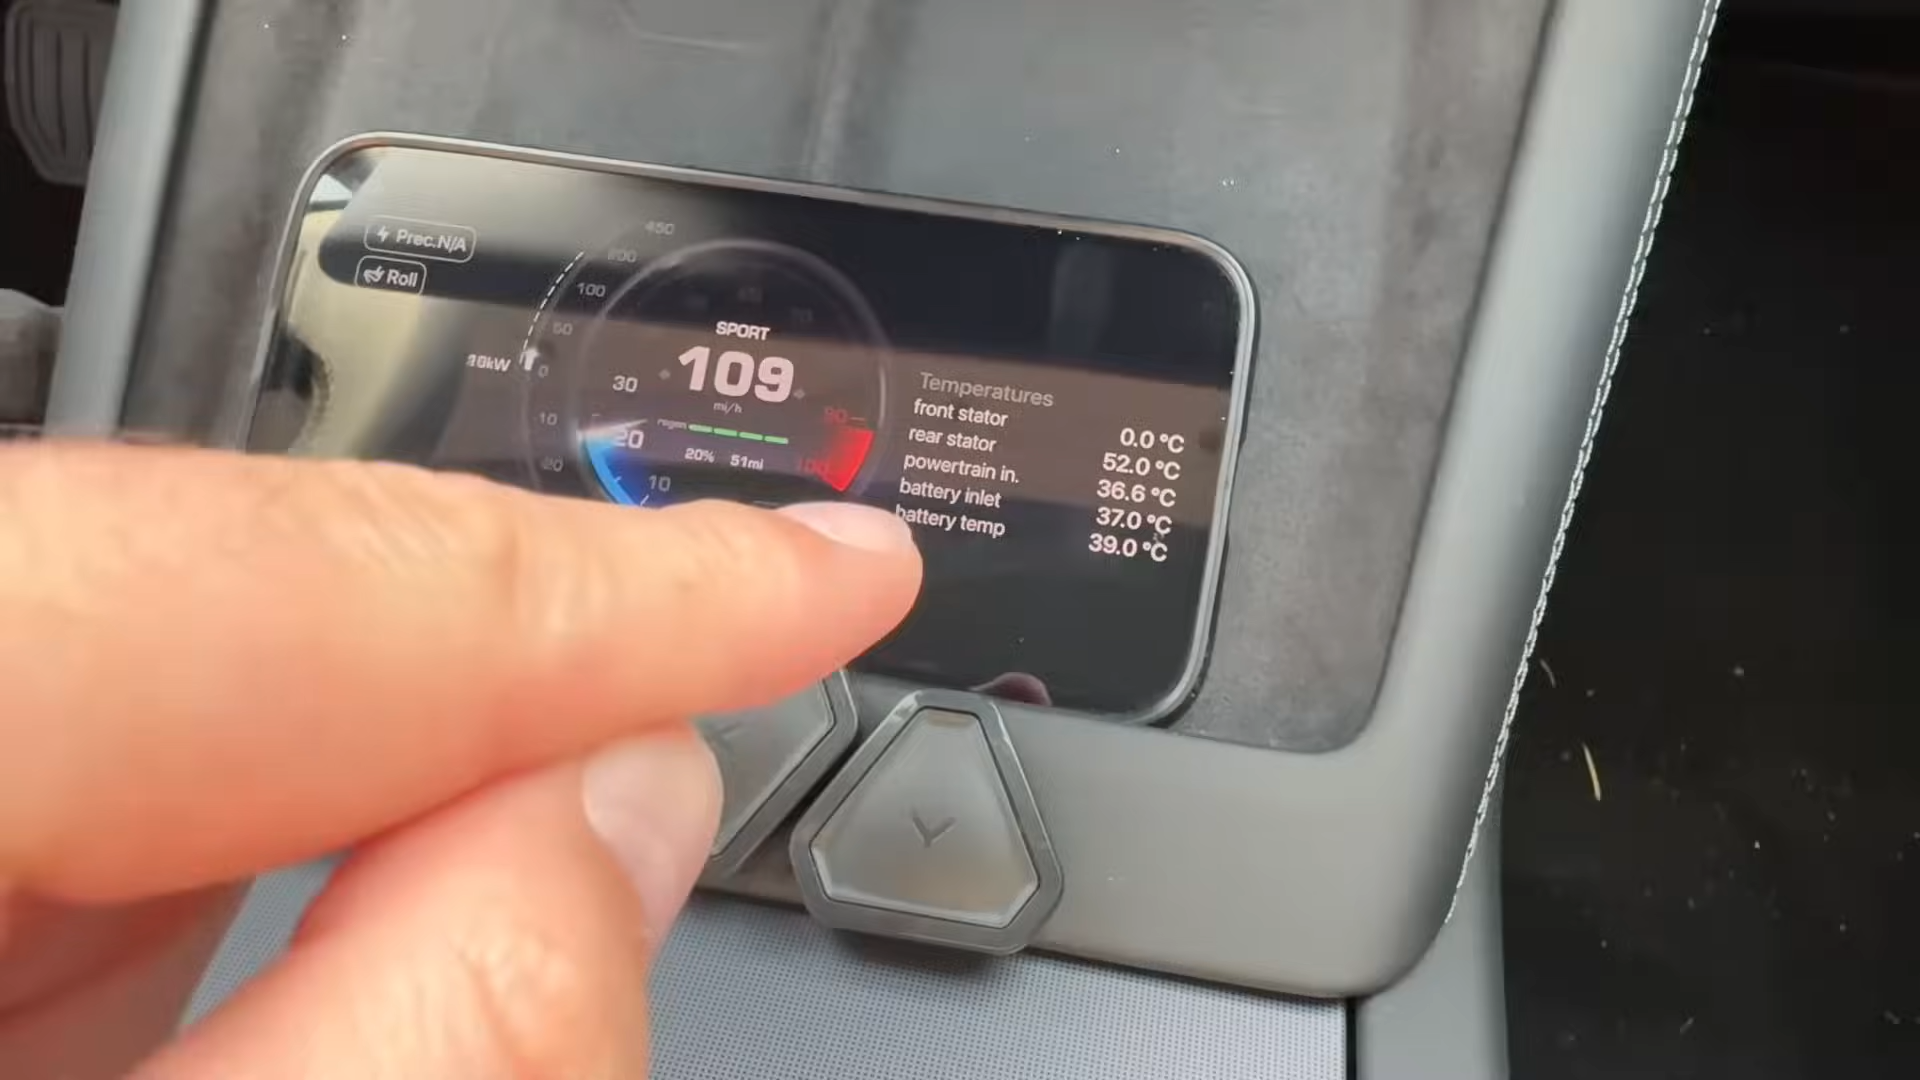 Prec.N/A
Roll
450
200
100
50
0
10
20
SPORT
109
mi/h
regen
20% 51mi
30
20
10
90
100
Temperatures
front stator 0.0 °C
rear stator 52.0 °C
powertrain in. 36.6 °C
battery inlet 37.0 °C
battery temp 39.0 °C